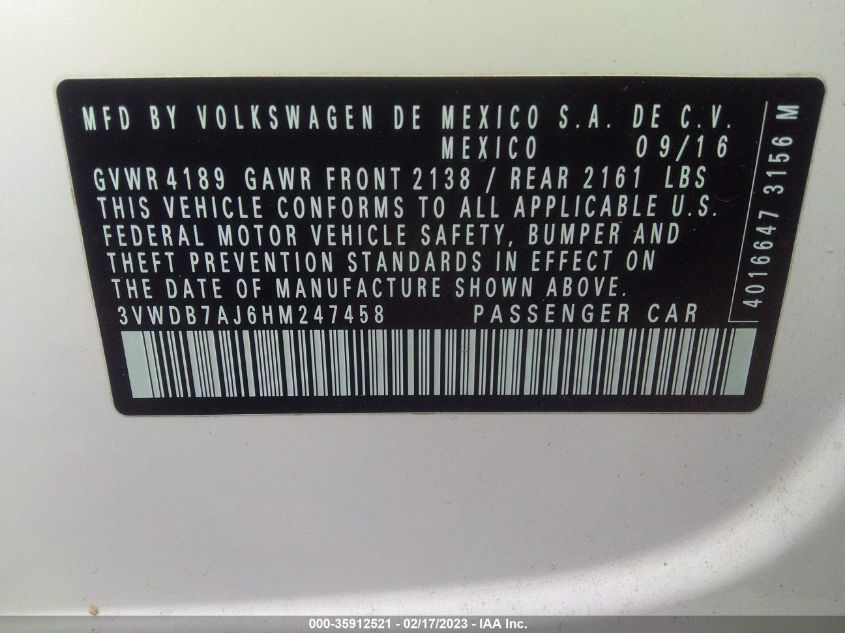 MFD BY VOLKSWAGEN DE MEXICO S.A. DE C.V.
MEXICO 09/16
GVWR 4189 GAWR FRONT 2138 / REAR 2161 LBS
THIS VEHICLE CONFORMS TO ALL APPLICABLE U.S.
FEDERAL MOTOR VEHICLE SAFETY, BUMPER AND
THEFT PREVENTION STANDARDS IN EFFECT ON
THE DATE OF MANUFACTURE SHOWN ABOVE.
3VWDB7AJ6HM247458 PASSENGER CAR
4016647 3156 M
000-35912521 - 02/17/2023 - IAA Inc.